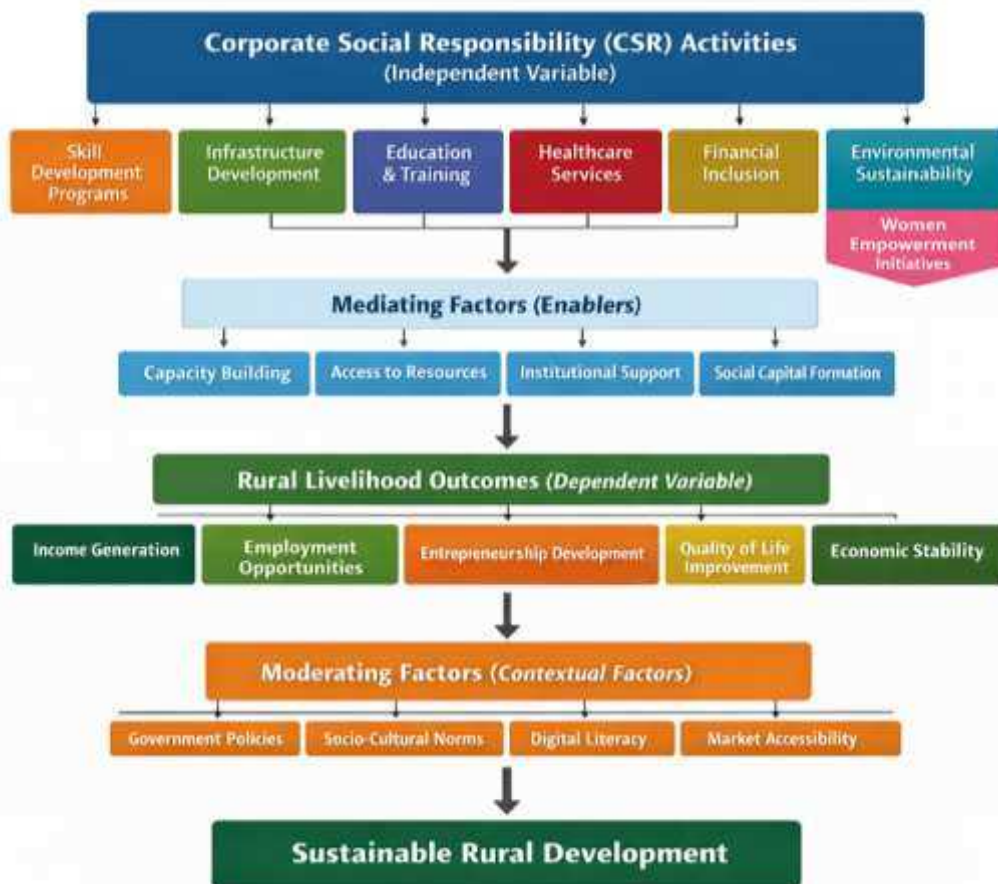 Corporate Social Responsibility (CSR) Activities
(Independent Variable)
Skill
Development
Programs
Infrastructure
Development
Education
& Training
Healthcare
Services
Financial
Inclusion
Environmental
Sustainability
Women
Empowerment
Initiatives
Mediating Factors (Enablers)
Capacity Building
Access to Resources
Institutional Support
Social Capital Formation
Rural Livelihood Outcomes (Dependent Variable)
Income Generation
Employment
Opportunities
Entrepreneurship Development
Quality of Life
Improvement
Economic Stability
Moderating Factors (Contextual Factors)
Government Policies
Socio-Cultural Norms
Digital Literacy
Market Accessibility
Sustainable Rural Development